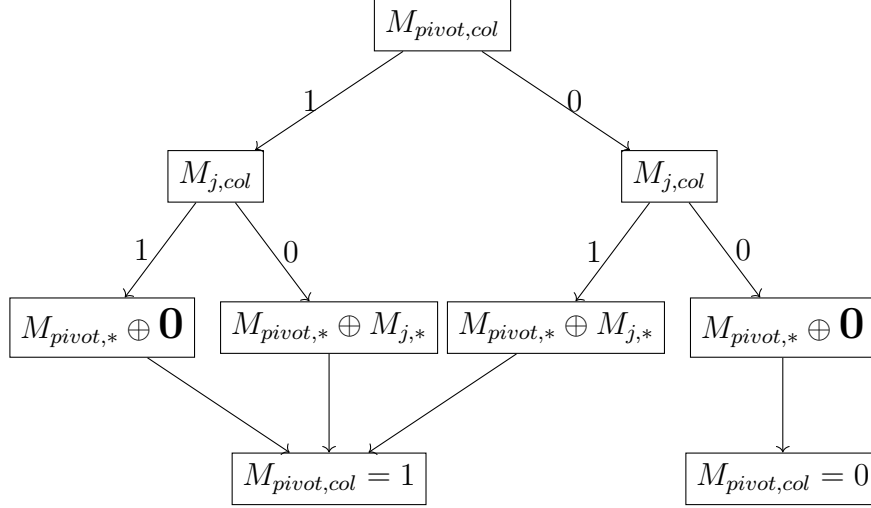 M_{pivot,col}
1 0
M_{j,col} M_{j,col}
1 0 1 0
M_{pivot,*} ⊕ 𝟎 M_{pivot,*} ⊕ M_{j,*} M_{pivot,*} ⊕ M_{j,*} M_{pivot,*} ⊕ 𝟎
M_{pivot,col} = 1 M_{pivot,col} = 0